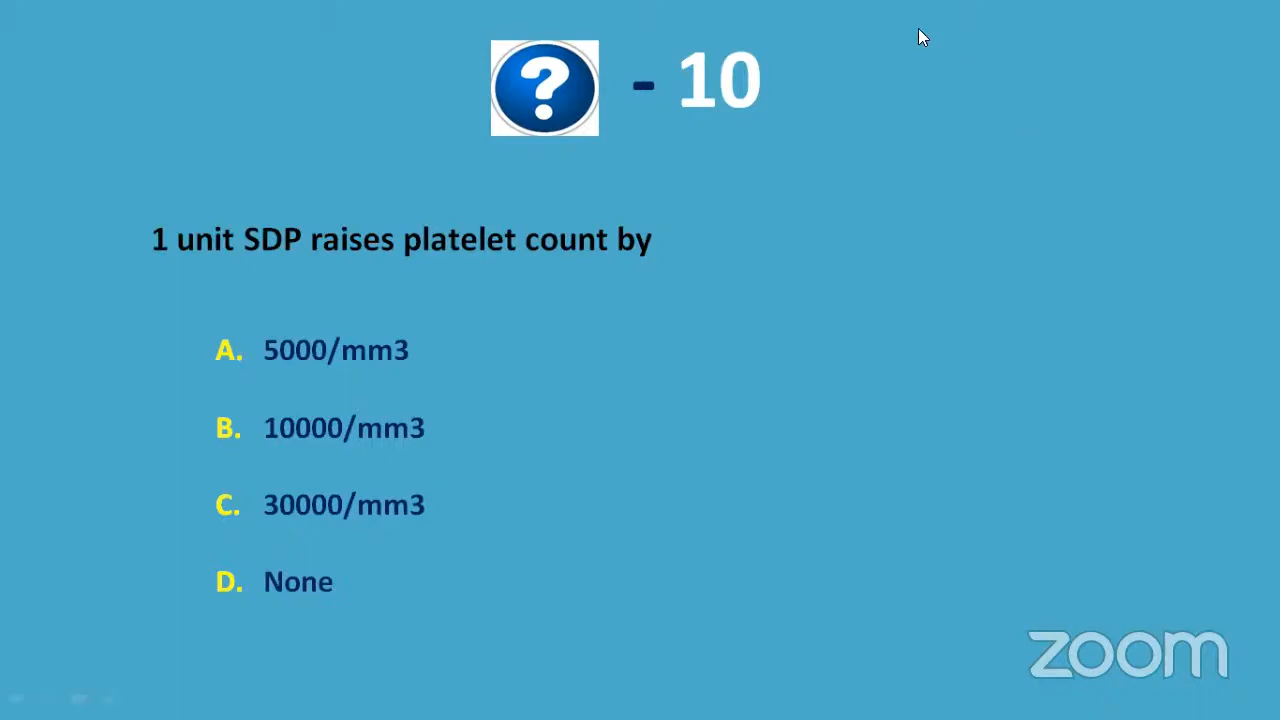 ?
- 10
1 unit SDP raises platelet count by
A. 5000/mm3
B. 10000/mm3
C. 30000/mm3
D. None
zoom